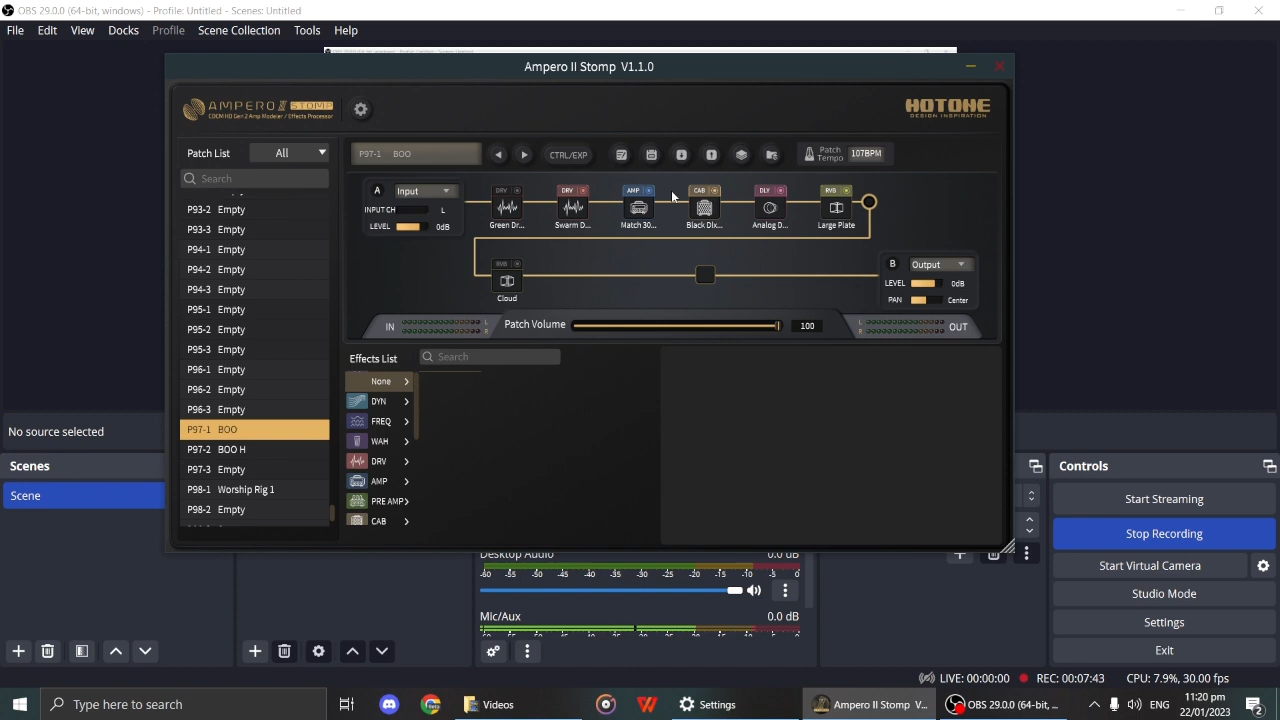 OBS 29.0.0 (64-bit, windows) - Profile: Untitled - Scenes: Untitled
File Edit View Docks Profile Scene Collection Tools Help
Ampero II Stomp V1.1.0
AMPERO II STOMP
CDCM HD Gen 2 Amp Modeler / Effects Processor
HOTONE
DESIGN INSPIRATION
Patch List All
Search
P93-2 Empty
P93-3 Empty
P94-1 Empty
P94-2 Empty
P94-3 Empty
P95-1 Empty
P95-2 Empty
P95-3 Empty
P96-1 Empty
P96-2 Empty
P96-3 Empty
P97-1 BOO
P97-2 BOO H
P97-3 Empty
P98-1 Worship Rig 1
P98-2 Empty
P97-1 BOO
CTRL/EXP
Patch Tempo 107BPM
A Input
INPUT CH L
LEVEL 0dB
DRV DRV AMP CAB DLY RVB
Green Dr... Swarm D... Match 30... Black Dlx... Analog D... Large Plate
RVB
Cloud
B Output
LEVEL 0dB
PAN Center
IN L R
Patch Volume 100
L R OUT
Effects List Search
None
DYN
FREQ
WAH
DRV
AMP
PRE AMP
CAB
No source selected
Scenes
Scene
Desktop Audio 0.0 dB
-60 -55 -50 -45 -40 -35 -30 -25 -20 -15 -10 -5 0
Mic/Aux 0.0 dB
Controls
Start Streaming
Stop Recording
Start Virtual Camera
Studio Mode
Settings
Exit
LIVE: 00:00:00 REC: 00:07:43 CPU: 7.9%, 30.00 fps
Type here to search
Videos
Settings
Ampero II Stomp V...
OBS 29.0.0 (64-bit, ...
ENG
11:20 pm
22/01/2023
2